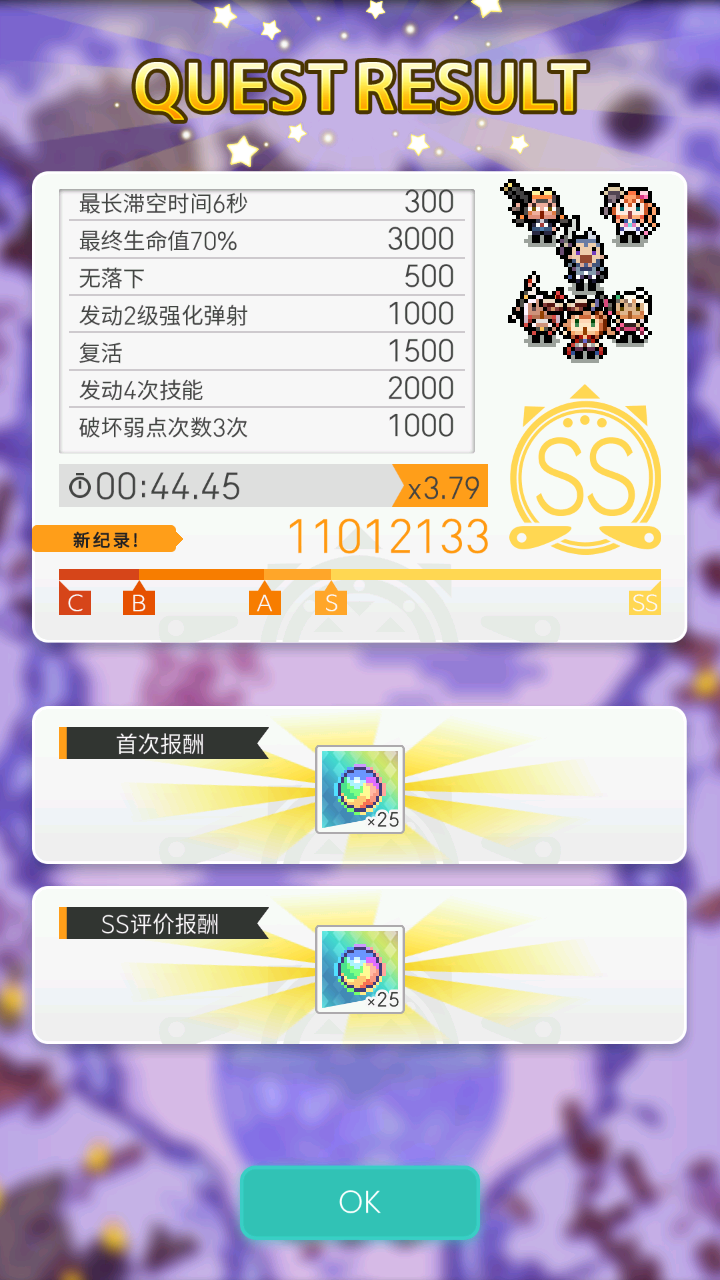 QUEST RESULT
最长滞空时间6秒 300
最终生命值70% 3000
无落下 500
发动2级强化弹射 1000
复活 1500
发动4次技能 2000
破坏弱点次数3次 1000
00:44.45 x3.79
新纪录! 11012133
SS
C B A S SS
首次报酬
×25
SS评价报酬
×25
OK